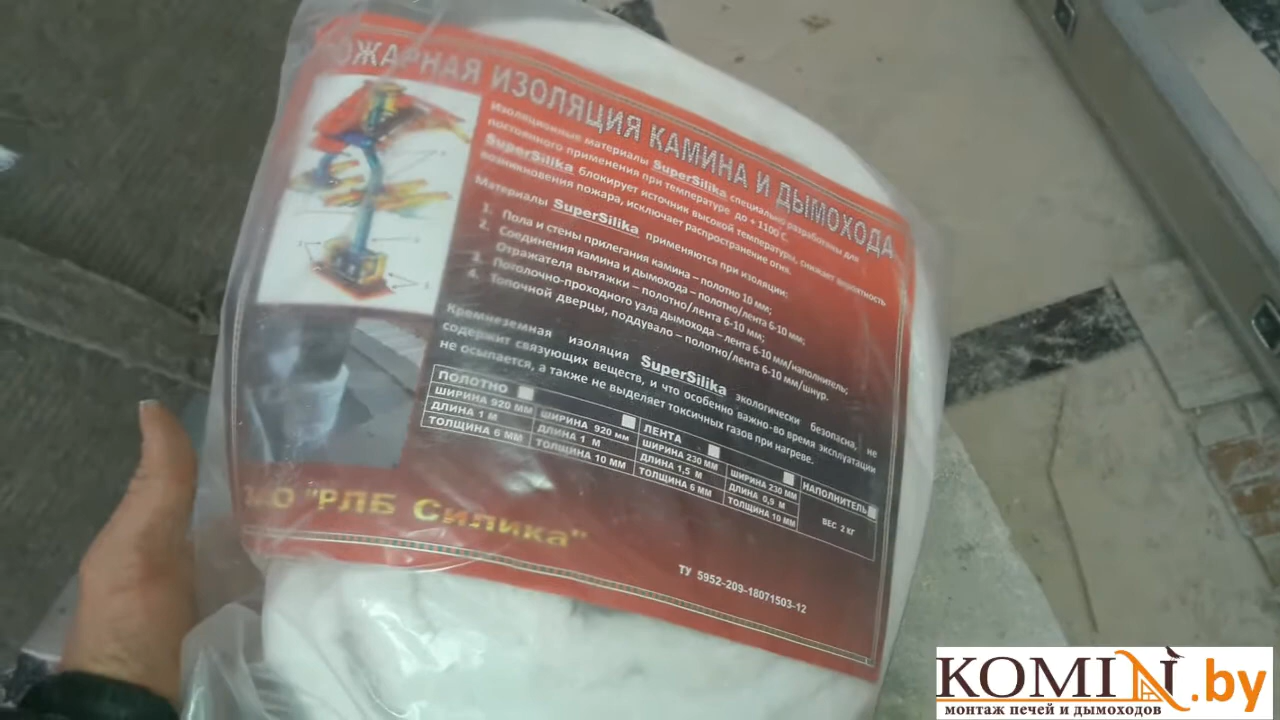 ПОЖАРНАЯ ИЗОЛЯЦИЯ КАМИНА И ДЫМОХОДА
Изоляционные материалы SuperSilika специально разработаны для
постоянного применения при температуре до + 1100°С.
SuperSilika блокирует источник высокой температуры, снижает вероятность
возникновения пожара, исключает распространение огня.
Материалы SuperSilika применяются при изоляции:
1. Пола и стены прилегания камина – полотно 10 мм;
2. Соединения камина и дымохода – полотно/лента 6-10 мм;
Отражателя вытяжки – полотно/ лента 6-10 мм;
3. Потолочно-проходного узла дымохода – лента 6-10 мм/наполнитель;
4. Топочной дверцы, поддувало – полотно/лента 6-10 мм/шнур.
Кремнеземная изоляция SuperSilika экологически безопасна, не
содержит связующих веществ, и что особенно важно-во время эксплуатации
не осыпается, а также не выделяет токсичных газов при нагреве.
ПОЛОТНО ЛЕНТА НАПОЛНИТЕЛЬ
ШИРИНА 920 ММ ШИРИНА 920 мм ШИРИНА 230 ММ ШИРИНА 230 ММ ВЕС 2 КГ
ДЛИНА 1 М ДЛИНА 1 М ДЛИНА 1,5 М ДЛИНА 0,9 М
ТОЛЩИНА 6 ММ ТОЛЩИНА 10 ММ ТОЛЩИНА 6 ММ ТОЛЩИНА 10 ММ
"РЛБ Силика"
ТУ 5952-209-18071503-12
KOMIN.by
монтаж печей и дымоходов